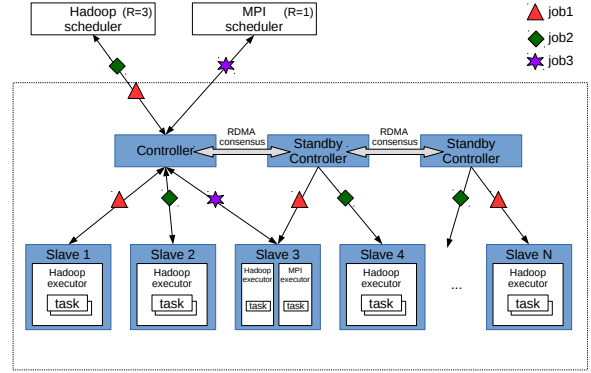 Hadoop (R=3)
scheduler
MPI (R=1)
scheduler
job1
job2
job3
Controller
RDMA
consensus
Standby
Controller
RDMA
consensus
Standby
Controller
Slave 1
Hadoop
executor
task
Slave 2
Hadoop
executor
task
Slave 3
Hadoop
executor
task
MPI
executor
task
Slave 4
Hadoop
executor
task
...
Slave N
Hadoop
executor
task